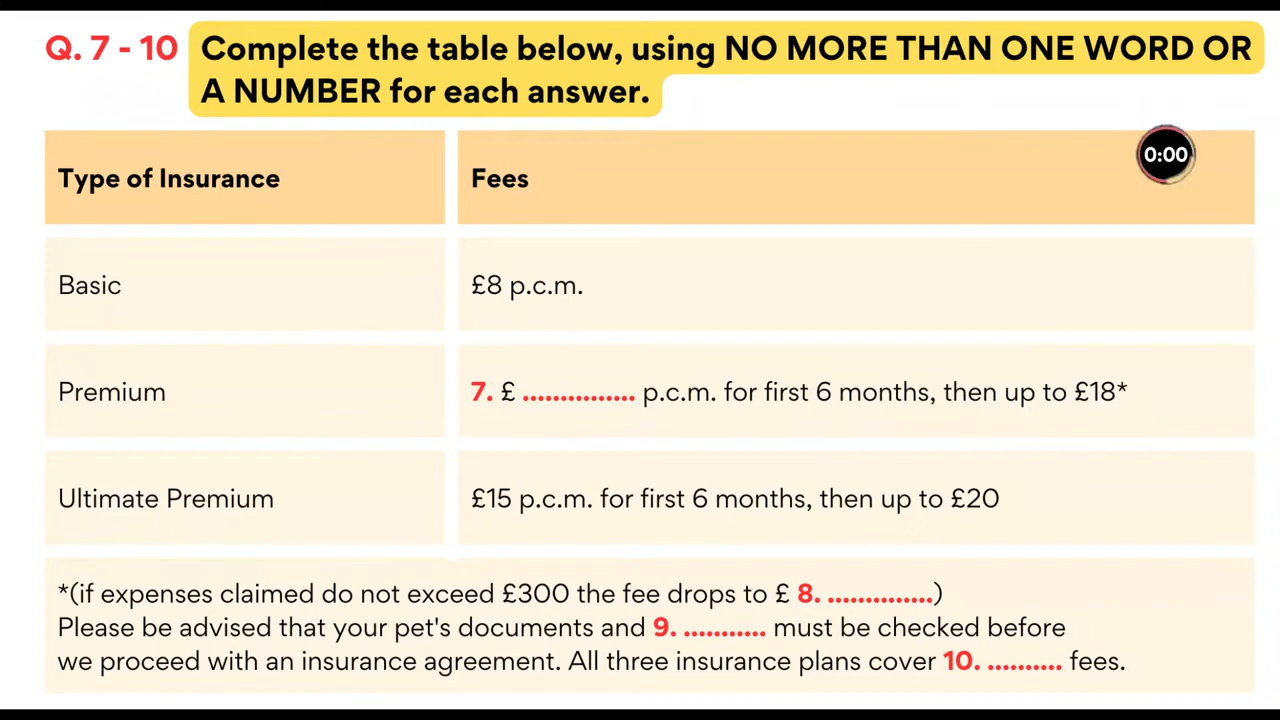 Q. 7 - 10 Complete the table below, using NO MORE THAN ONE WORD OR
A NUMBER for each answer.
0:00
Type of Insurance Fees
Basic £8 p.c.m.
Premium 7. £ ............... p.c.m. for first 6 months, then up to £18*
Ultimate Premium £15 p.c.m. for first 6 months, then up to £20
*(if expenses claimed do not exceed £300 the fee drops to £ 8. ..............)
Please be advised that your pet's documents and 9. ........... must be checked before
we proceed with an insurance agreement. All three insurance plans cover 10. .......... fees.